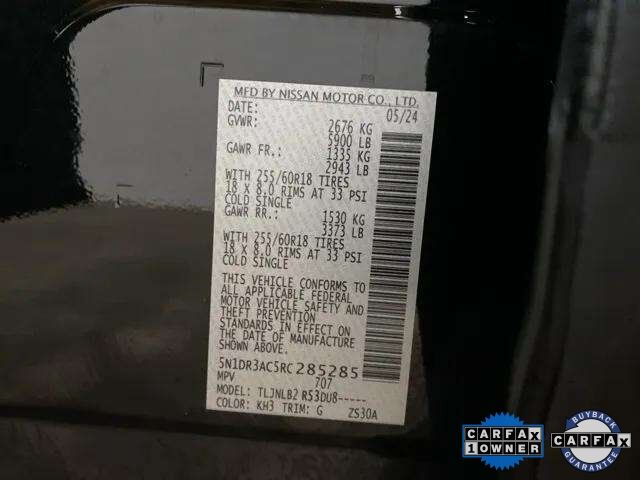 MFD BY NISSAN MOTOR CO., LTD.
DATE: 05/24
GVWR: 2676 KG
5900 LB
GAWR FR.: 1335 KG
2943 LB
WITH 255/60R18 TIRES
18 X 8.0 RIMS AT 33 PSI
COLD SINGLE
GAWR RR.: 1530 KG
3373 LB
WITH 255/60R18 TIRES
18 X 8.0 RIMS AT 33 PSI
COLD SINGLE
THIS VEHICLE CONFORMS TO
ALL APPLICABLE FEDERAL
MOTOR VEHICLE SAFETY AND
THEFT PREVENTION
STANDARDS IN EFFECT ON
THE DATE OF MANUFACTURE
SHOWN ABOVE.
5N1DR3AC5RC285285
MPV 707
MODEL: TLJNLB2 R53DU8-----
COLOR: KH3 TRIM: G ZS30A
CARFAX
1 OWNER
BUYBACK
CARFAX
GUARANTEE